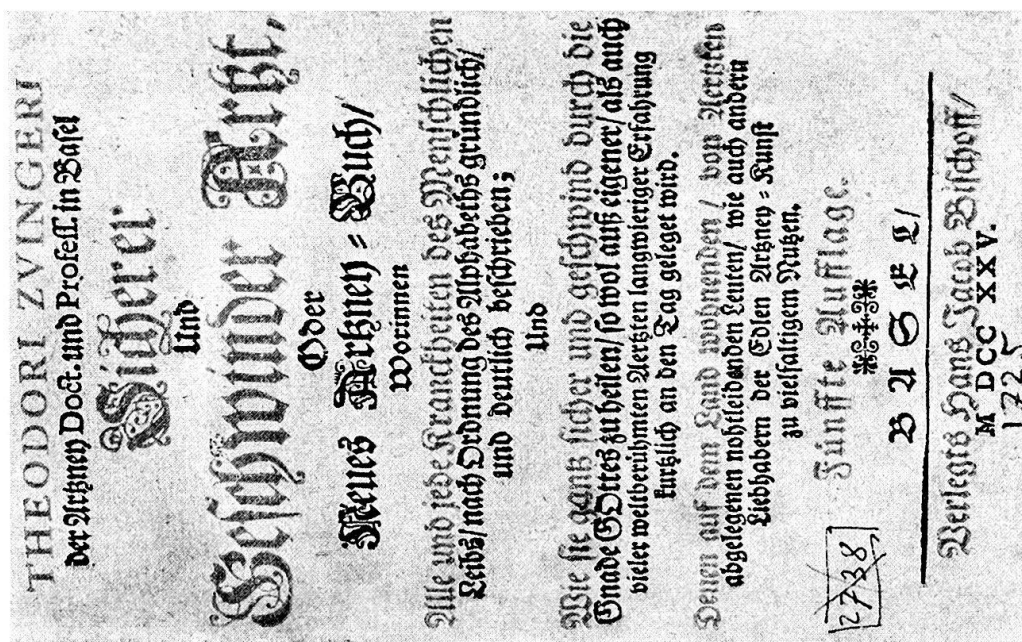 THEODORI ZVINGERI
der Artzney Doct. und Profess. in Basel
Sicherer
Und
Geschwinder Artzt,
Oder
Neues Artzney = Buch/
Worinnen
Alle und jede Kranckheiten des Menschlichen
Leibs/ nach Ordnung des Alphabeths gründlich/
und deutlich beschrieben;
Und
Wie sie gantz sicher und geschwind durch die
Gnade GOttes zu heilen/ so wol auß eigener/ als auch
vieler weltberühmten Aertzten langwieriger Erfahrung
kurtzlich an den Tag geleget wird.
Denen auf dem Land wohnenden / von Aertzten
abgelegenen nohtleidenden Leuten/ wie auch andern
Liebhabern der Edlen Artzney = Kunst
zu vielfaltigem Nutzen.
Fünffte Aufflage.
BASEL/
Verlegts Hans Jacob Bischoff/
M DCC XXV.
1725
2738